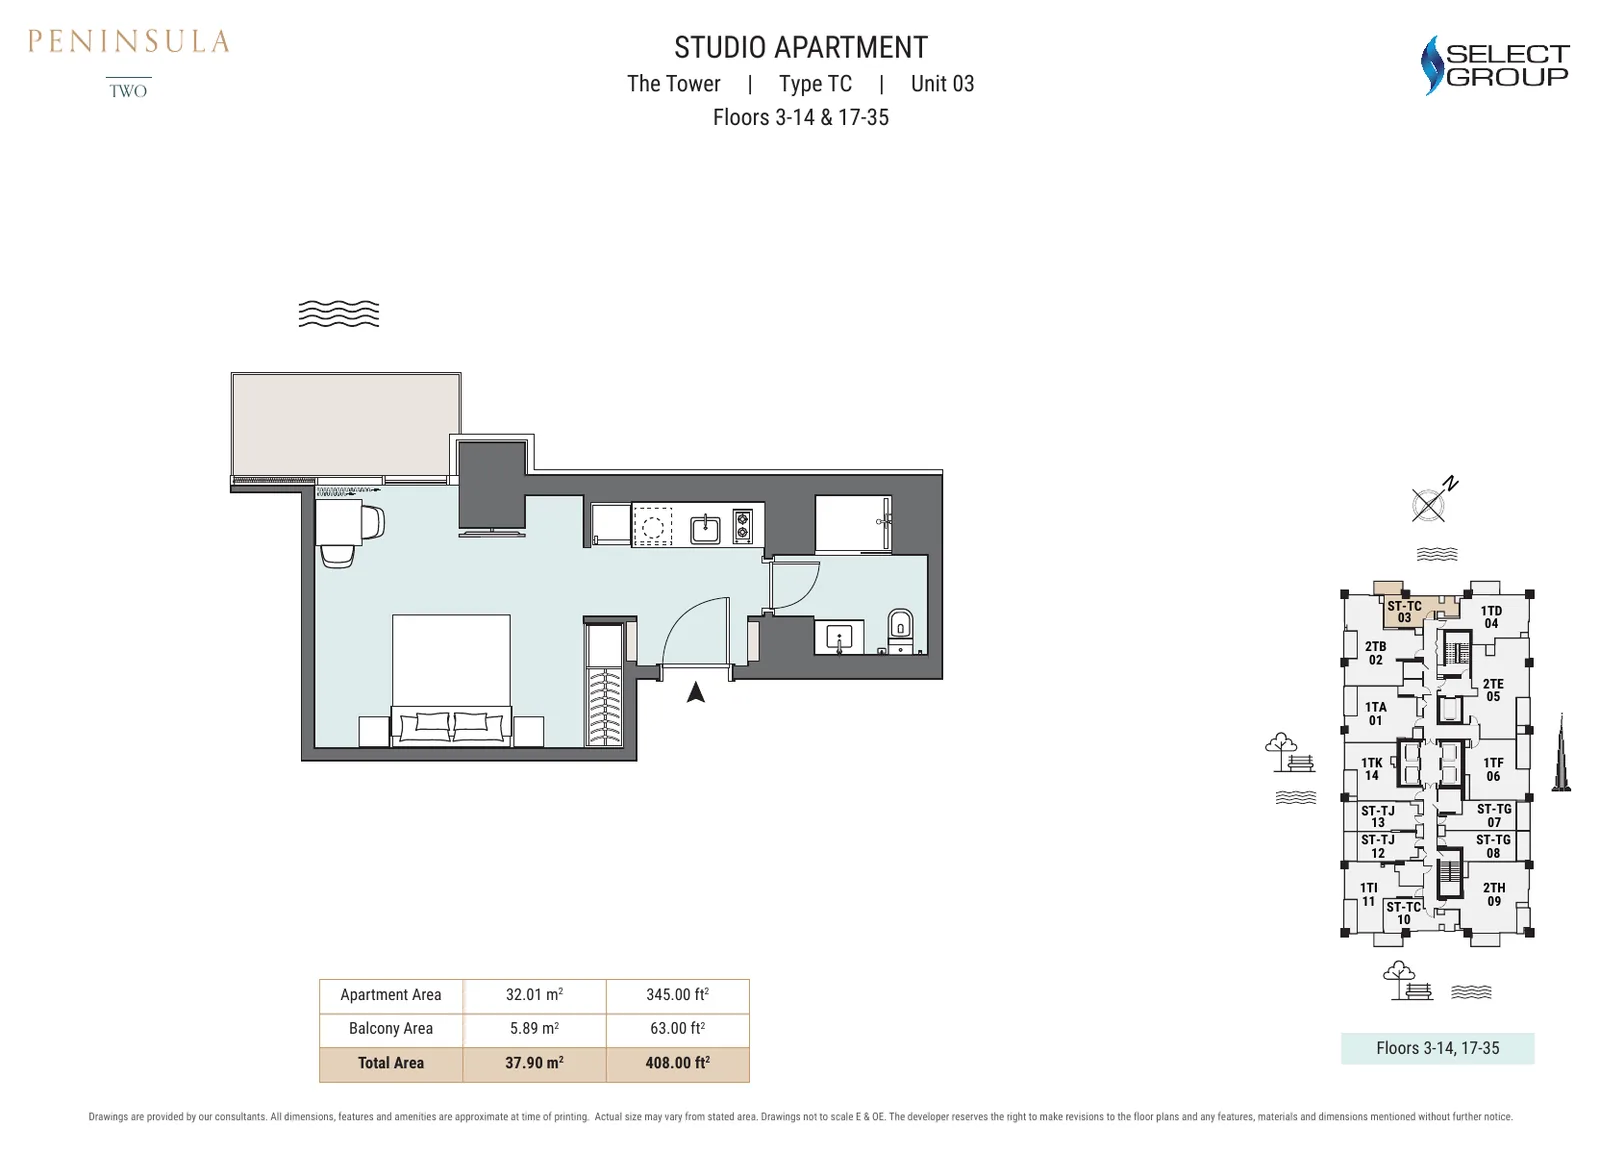 PENINSULA
TWO
STUDIO APARTMENT
The Tower | Type TC | Unit 03
Floors 3-14 & 17-35
SELECT
GROUP
N
ST-TC
03
1TD
04
2TB
02
2TE
05
1TA
01
1TK
14
1TF
06
ST-TJ
13
ST-TG
07
ST-TJ
12
ST-TG
08
1TI
11
2TH
09
ST-TC
10
Floors 3-14, 17-35
Apartment Area 32.01 m² 345.00 ft²
Balcony Area 5.89 m² 63.00 ft²
Total Area 37.90 m² 408.00 ft²
Drawings are provided by our consultants. All dimensions, features and amenities are approximate at time of printing. Actual size may vary from stated area. Drawings not to scale E & OE. The developer reserves the right to make revisions to the floor plans and any features, materials and dimensions mentioned without further notice.